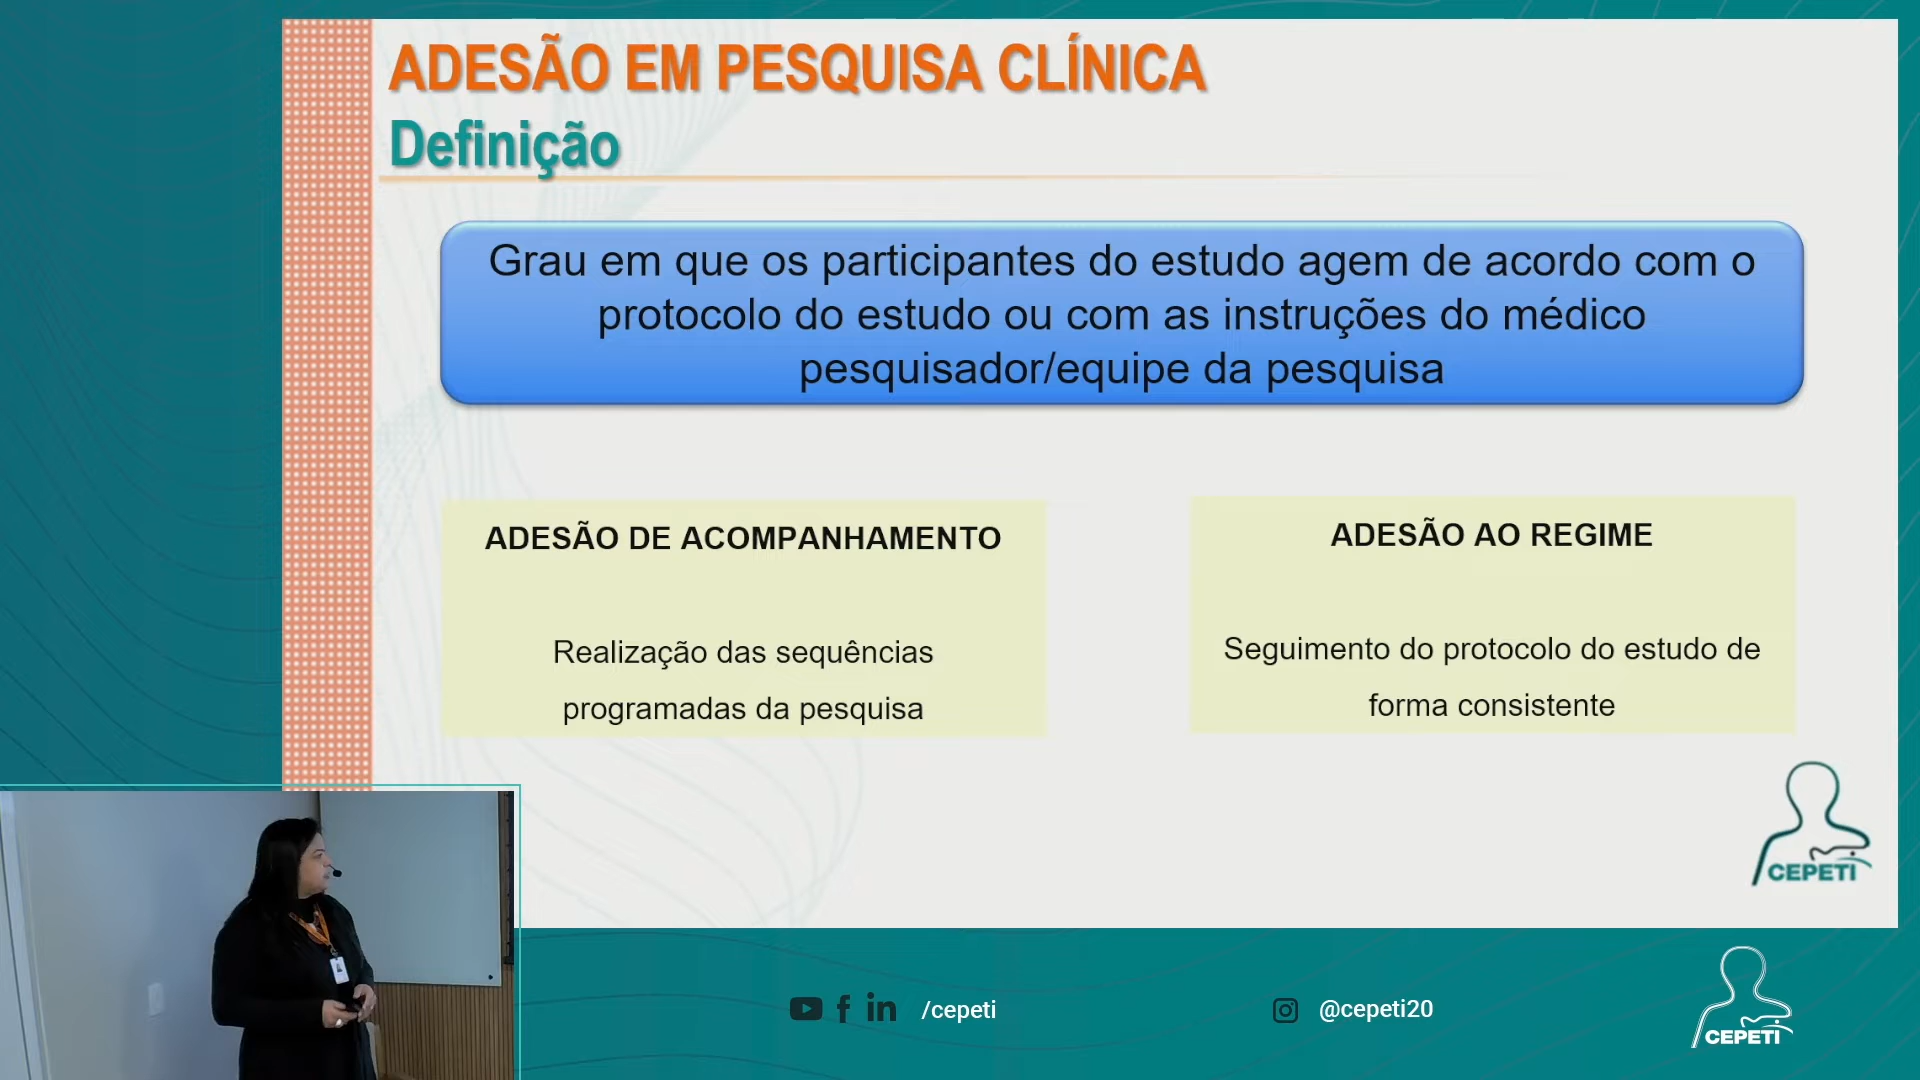 ADESÃO EM PESQUISA CLÍNICA
Definição
Grau em que os participantes do estudo agem de acordo com o
protocolo do estudo ou com as instruções do médico
pesquisador/equipe da pesquisa
ADESÃO DE ACOMPANHAMENTO
Realização das sequências
programadas da pesquisa
ADESÃO AO REGIME
Seguimento do protocolo do estudo de
forma consistente
CEPETI
/cepeti
@cepeti20
CEPETI